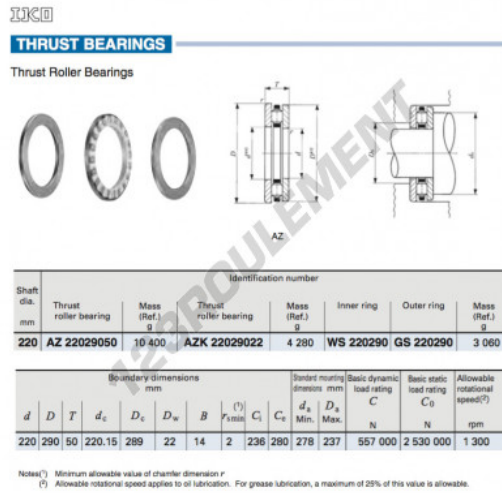 IKO
THRUST BEARINGS
Thrust Roller Bearings
T
r
D
d
AZ
123ROULEMENT
Identification number
Shaft dia. mm
Thrust roller bearing
Mass (Ref.) g
Thrust roller bearing
Mass (Ref.) g
Inner ring
Outer ring
Mass (Ref.) g
220 AZ 22029050 10 400 AZK 22029022 4 280 WS 220290 GS 220290 3 060
Boundary dimensions mm
Standard mounting dimensions mm
Basic dynamic load rating C N
Basic static load rating C0 N
Allowable rotational speed(2) rpm
d D T dc Dc Dw B rs min(1) Ci Ce da Min. Da Max.
220 290 50 220.15 289 22 14 2 236 280 278 237 557 000 2 530 000 1 300
Notes(1) Minimum allowable value of chamfer dimension r
(2) Allowable rotational speed applies to oil lubrication. For grease lubrication, a maximum of 25% of this value is allowable.